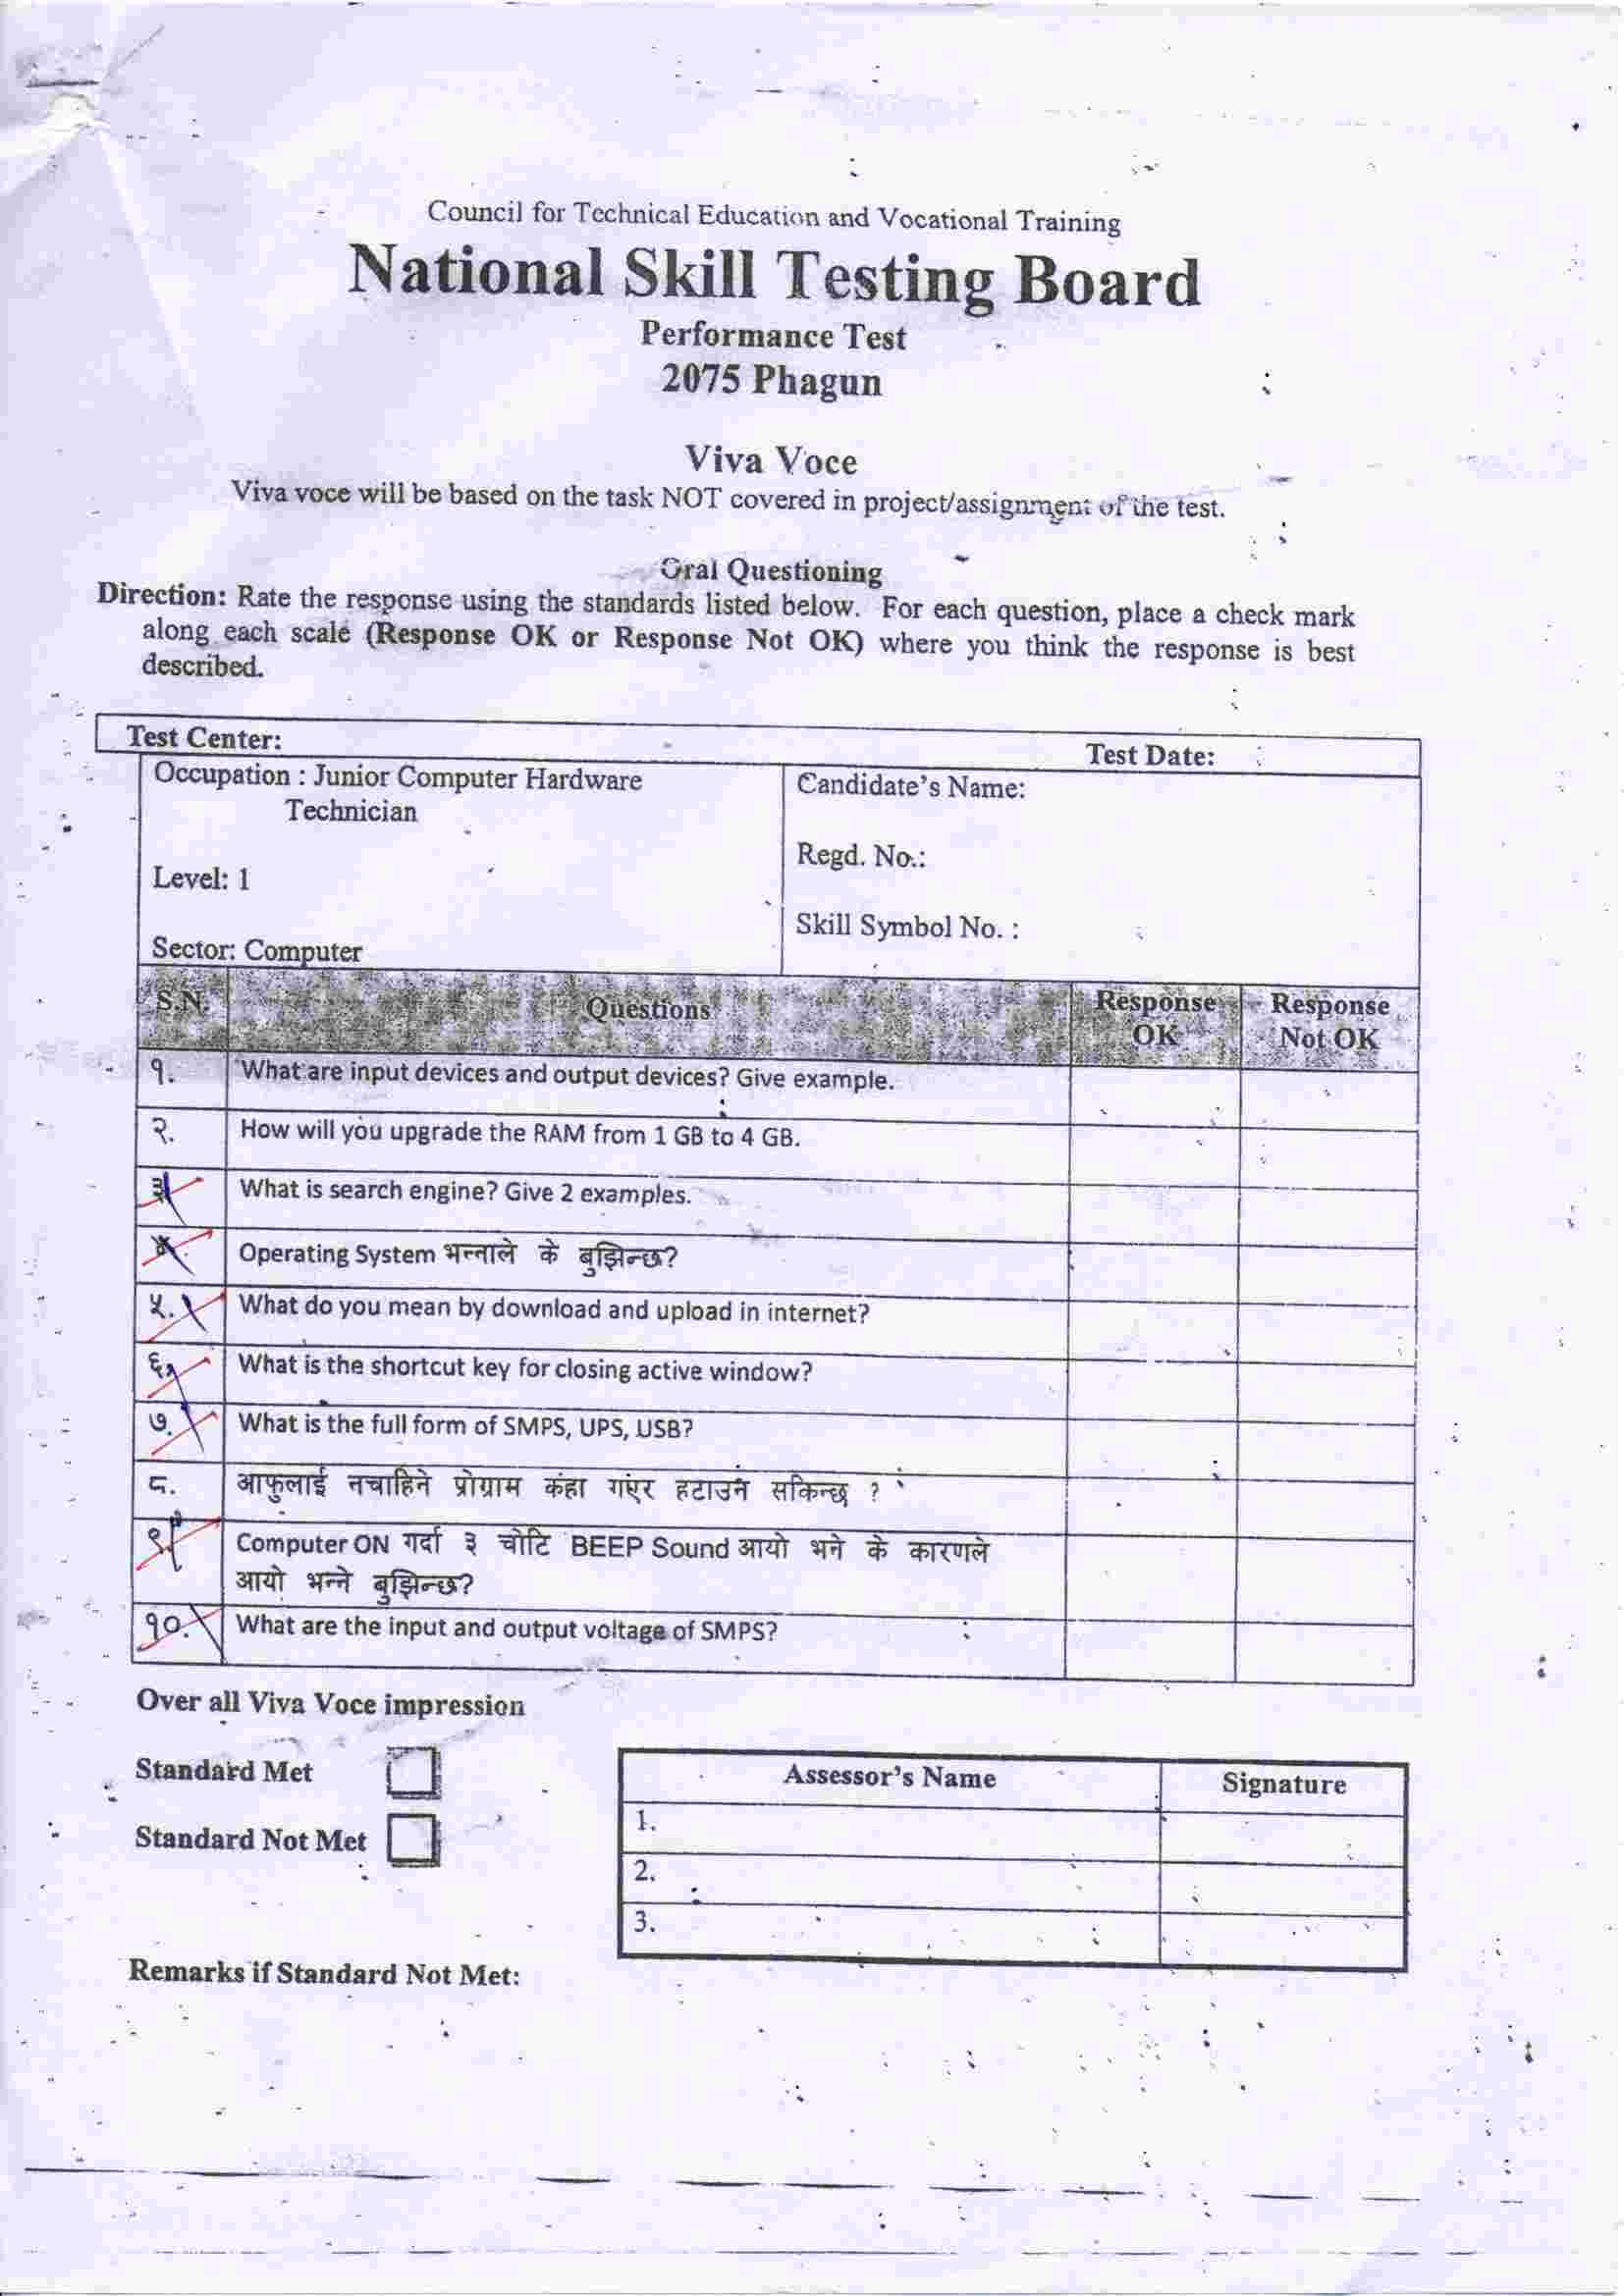 Council for Technical Education and Vocational Training
National Skill Testing Board
Performance Test
2075 Phagun
Viva Voce
Viva voce will be based on the task NOT covered in project/assignment of the test.
Oral Questioning
Direction: Rate the response using the standards listed below. For each question, place a check mark
along each scale (Response OK or Response Not OK) where you think the response is best
described.
Test Center: Test Date:
Occupation : Junior Computer Hardware
Technician
Level: 1
Sector: Computer
Candidate's Name:
Regd. No.:
Skill Symbol No. :
S.N. Questions Response OK Response Not OK
१. What are input devices and output devices? Give example.
२. How will you upgrade the RAM from 1 GB to 4 GB.
३. What is search engine? Give 2 examples.
४. Operating System भन्नाले के बुझिन्छ?
५. What do you mean by download and upload in internet?
६. What is the shortcut key for closing active window?
७. What is the full form of SMPS, UPS, USB?
८. आफुलाई नचाहिने प्रोग्राम कंहा गएंर हटाउन सकिन्छ ?
९. Computer ON गर्दा ३ चोटि BEEP Sound आयो भने के कारणले
आयो भन्ने बुझिन्छ?
१०. What are the input and output voltage of SMPS?
Over all Viva Voce impression
Standard Met
Standard Not Met
Assessor's Name Signature
1.
2.
3.
Remarks if Standard Not Met: